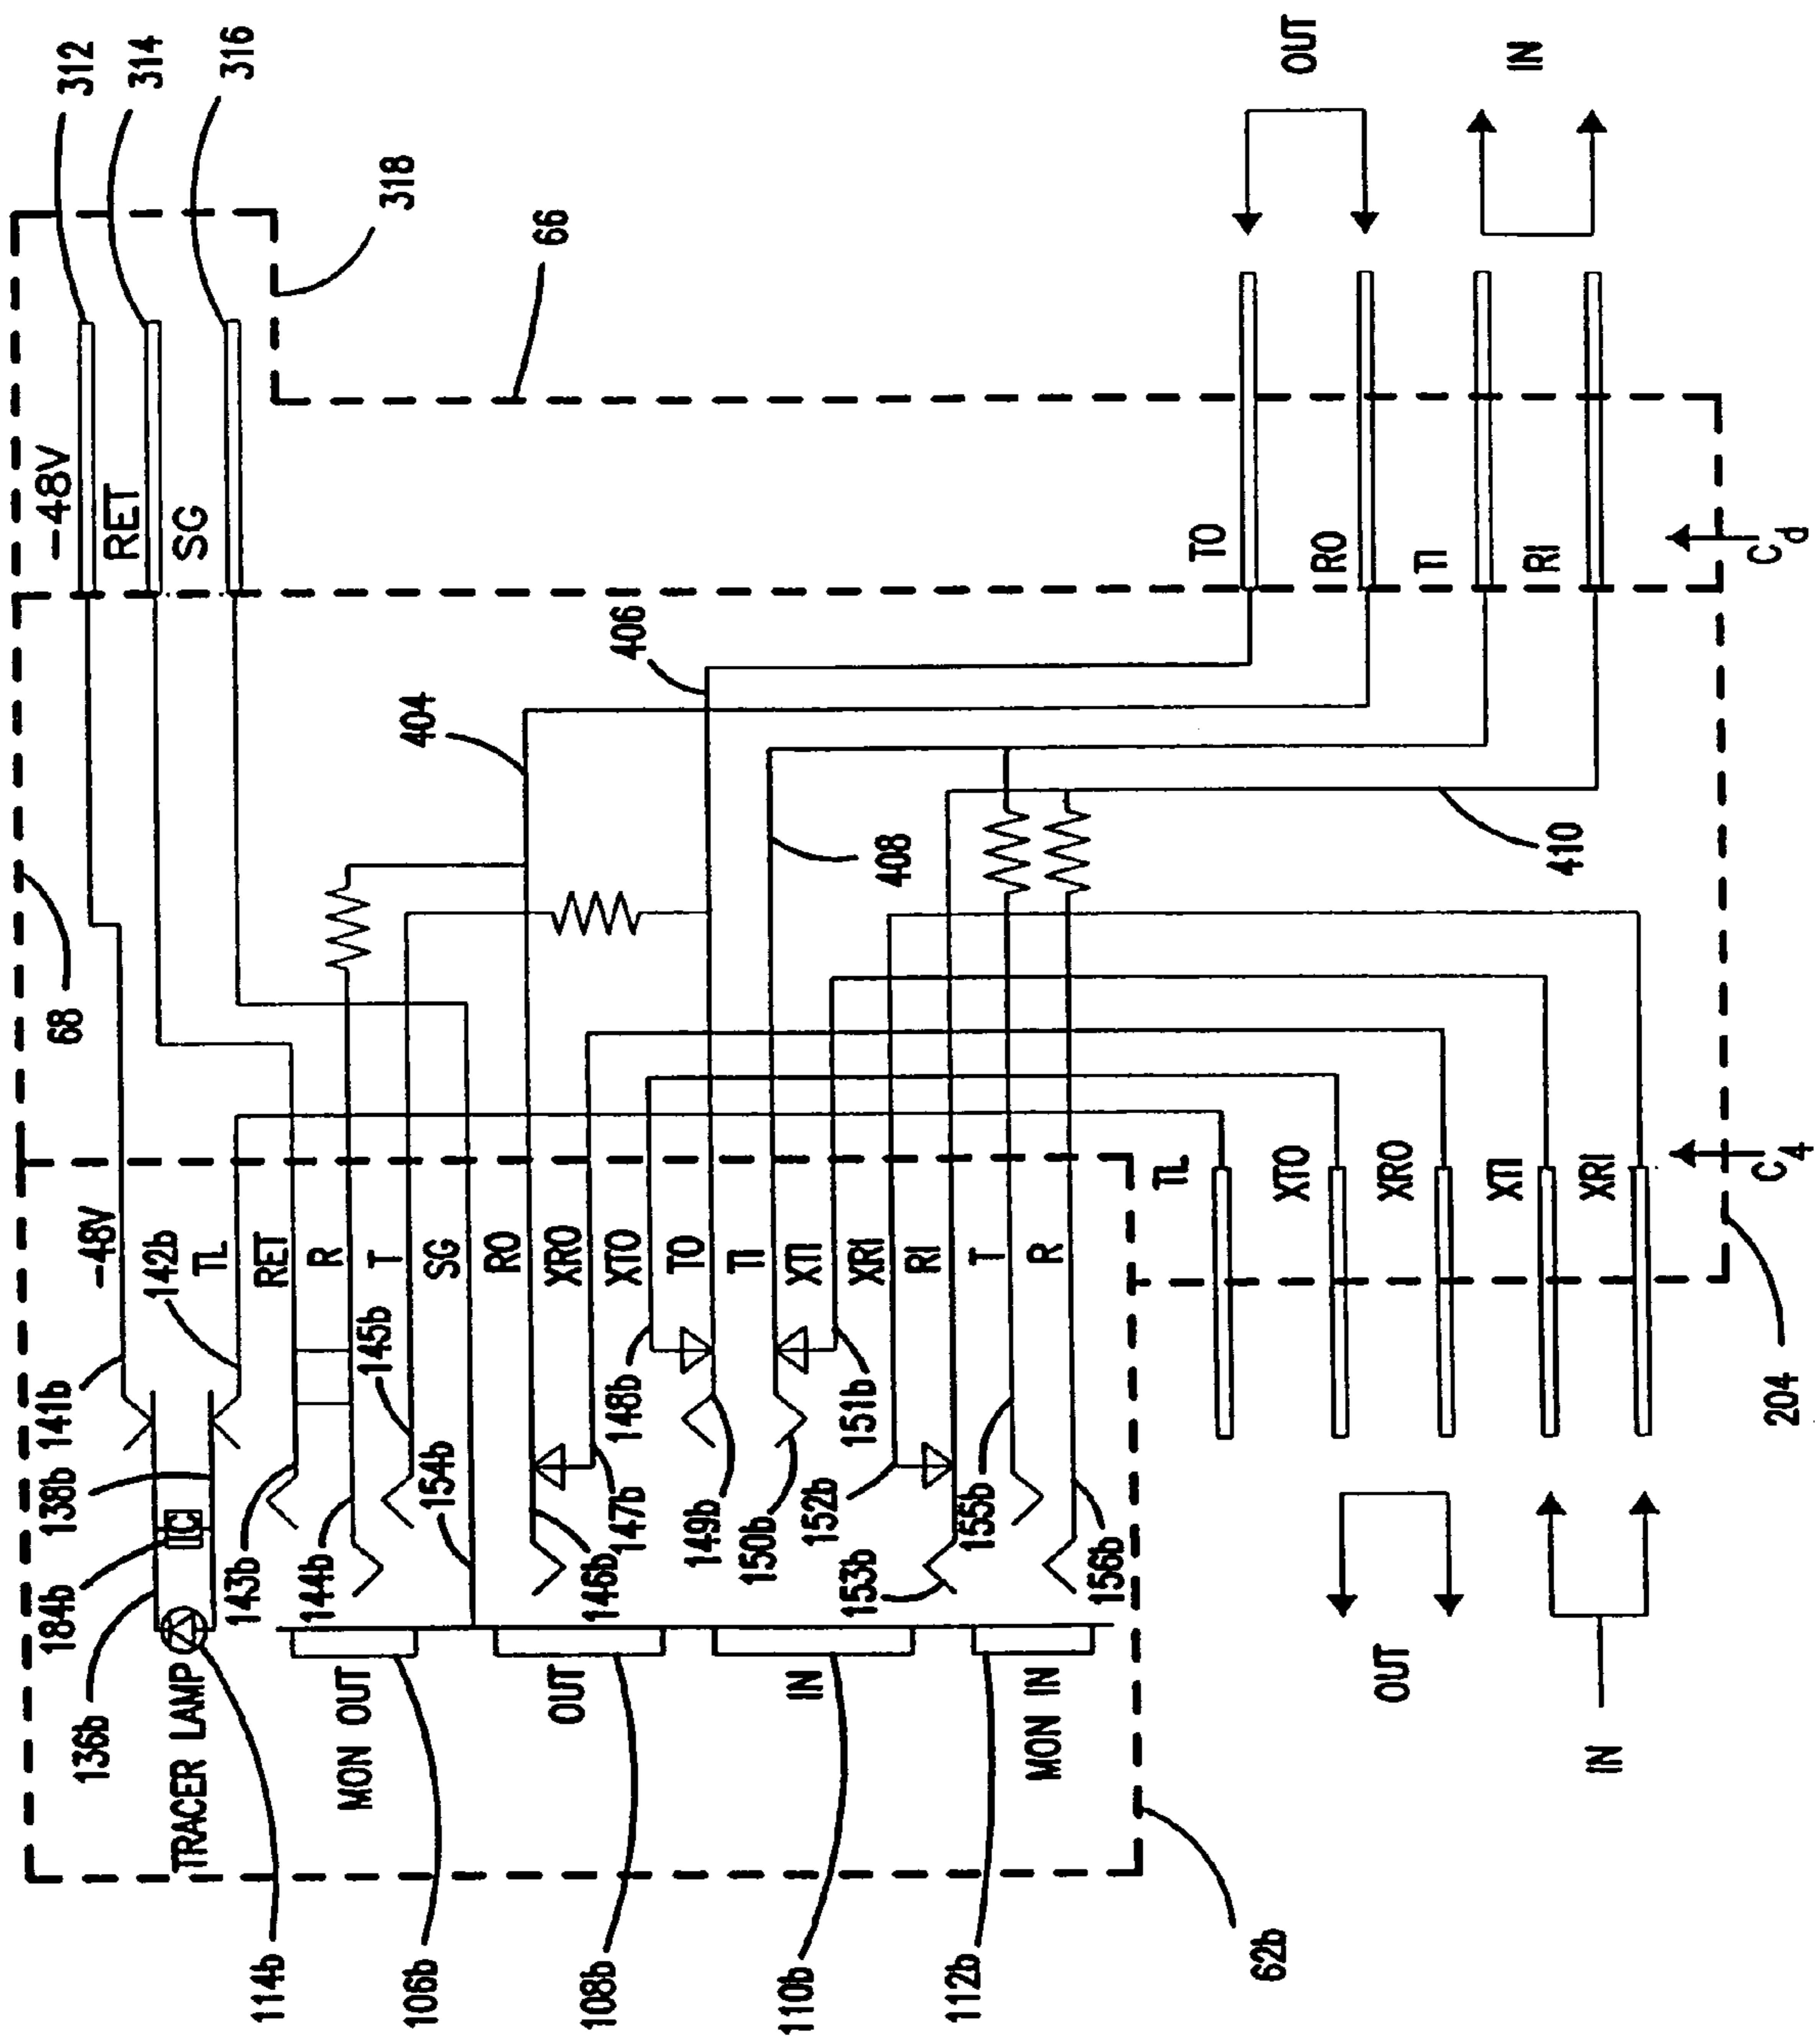 312
314
316
318
66
-48V
RET
SG
OUT
IN
TO
RO
TI
RI
Cd
68
404
406
408
410
-48V
TL
RET
R
T
SG
RO
XRO
XTO
TO
TI
XTI
XRI
RI
T
R
TL
XTO
XRO
XTI
XRI
C4
204
141b
142b
138b
184b
IC
136b
143b
144b
145b
154b
146b
147b
148b
149b
150b
151b
152b
153b
155b
156b
TRACER LAMP
MON OUT
OUT
IN
MON IN
OUT
IN
114b
106b
108b
110b
112b
62b